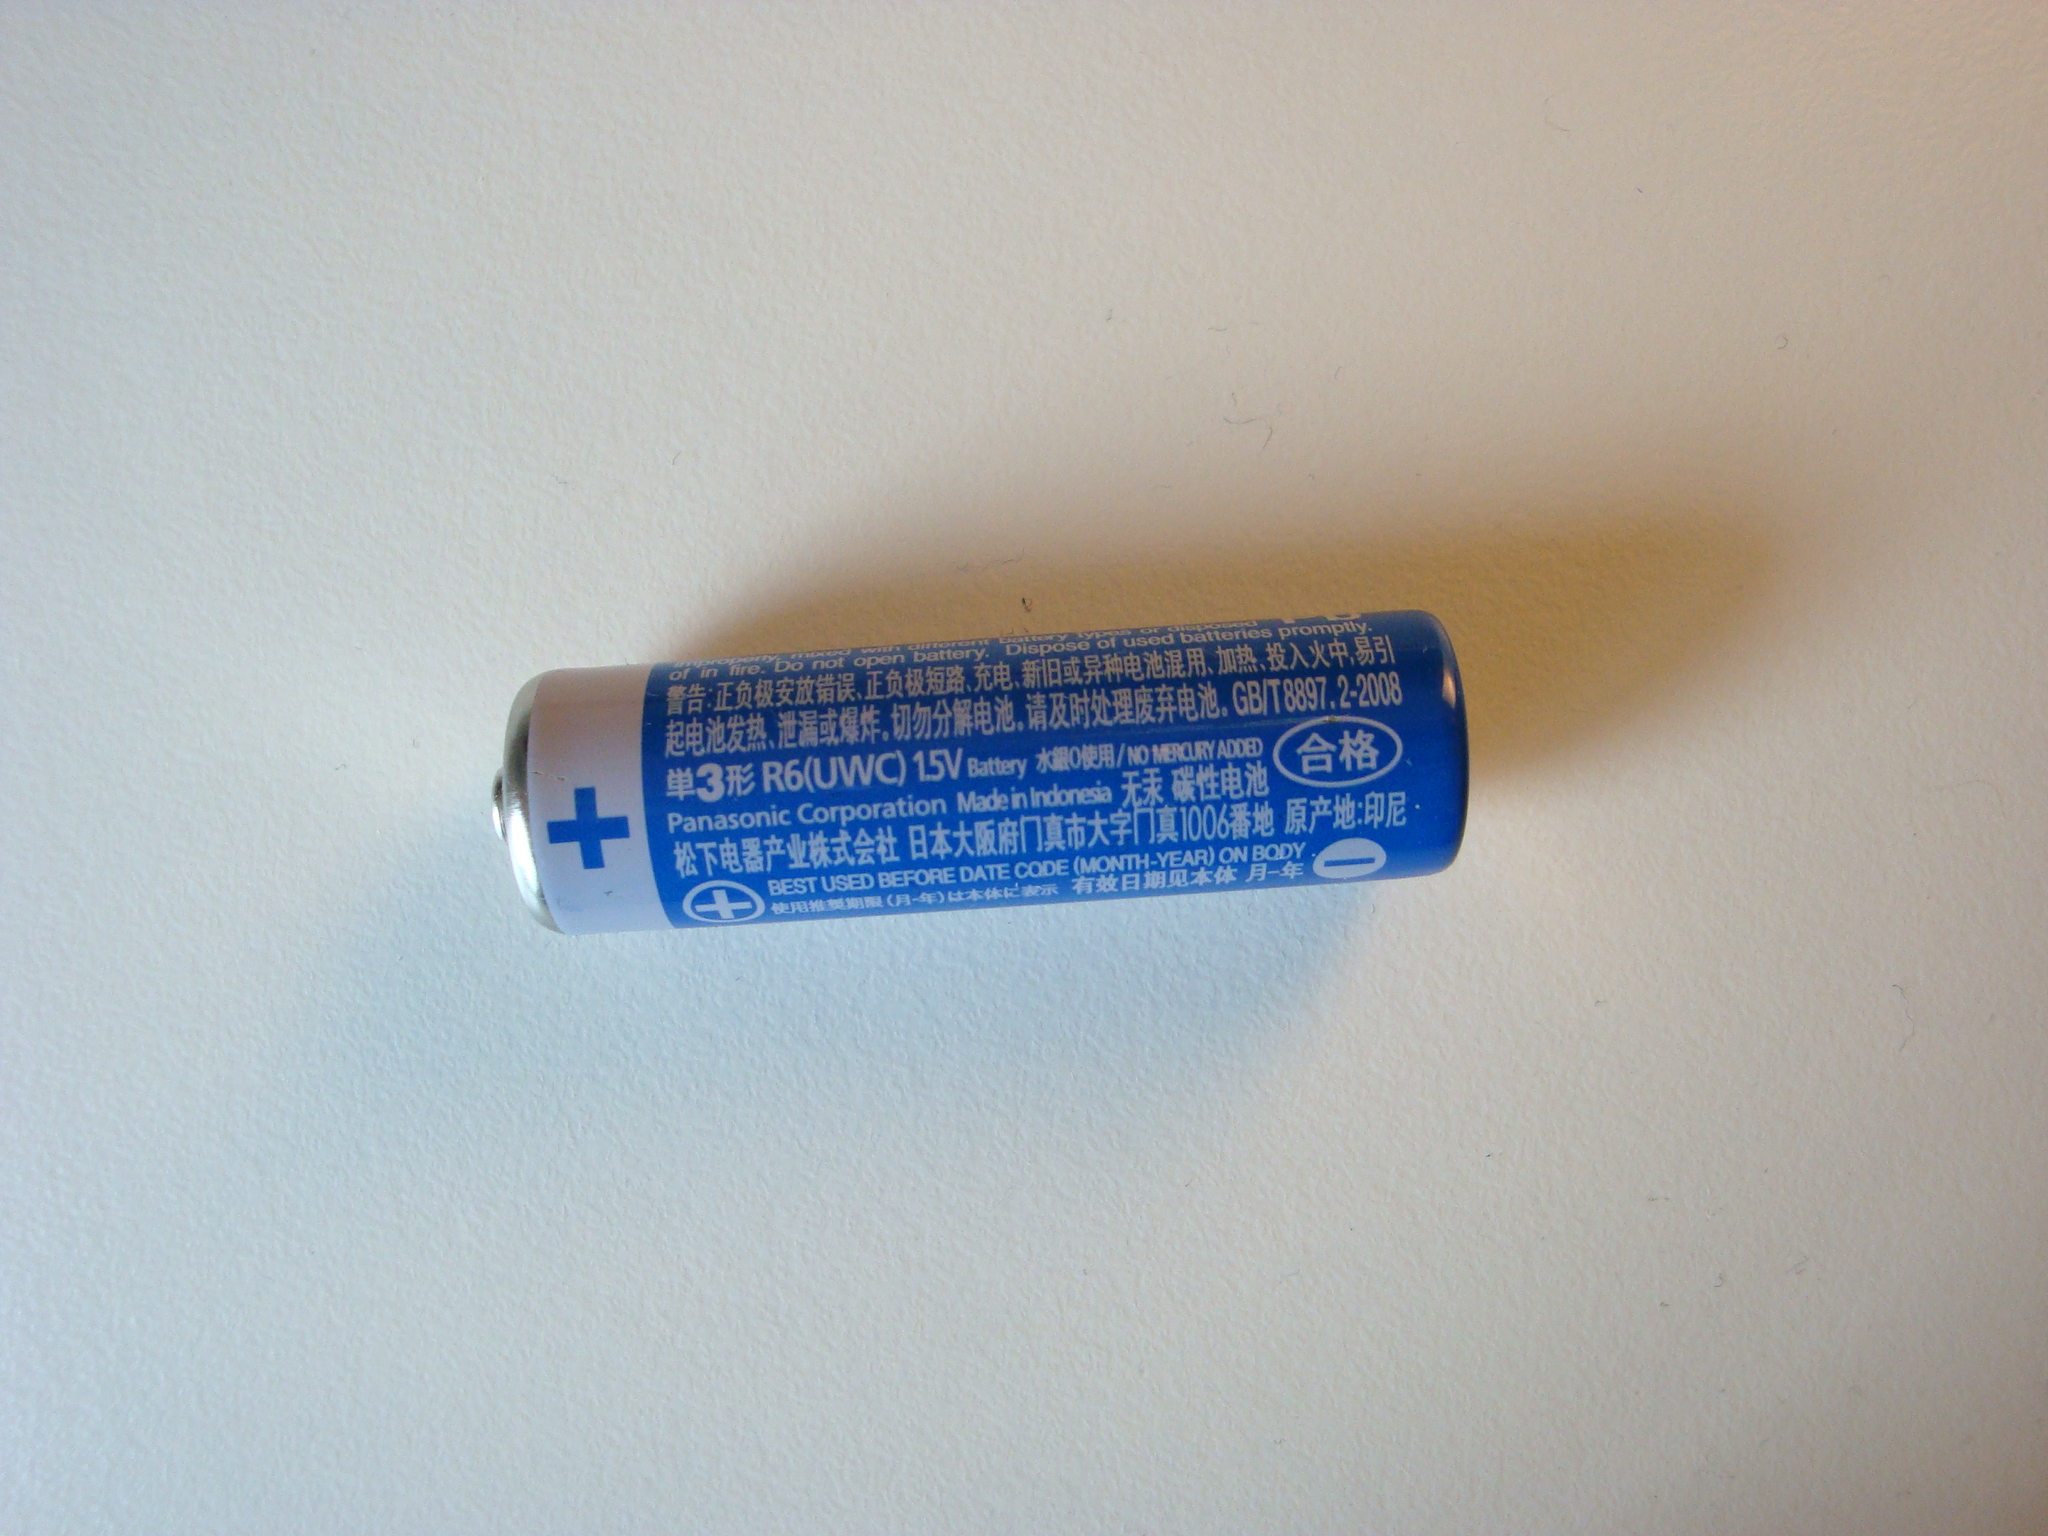 improperly, mixed with different battery types or disposed
of in fire. Do not open battery. Dispose of used batteries promptly.
警告:正负极安放错误、正负极短路、充电、新旧或异种电池混用、加热、投入火中,易引
起电池发热、泄漏或爆炸。切勿分解电池。请及时处理废弃电池。GB/T8897.2-2008
単3形 R6(UWC) 1.5V Battery 水銀0使用/NO MERCURY ADDED 合格
Panasonic Corporation Made in Indonesia 无汞 碳性电池
松下电器产业株式会社 日本大阪府门真市大字门真1006番地 原产地:印尼
+ BEST USED BEFORE DATE CODE (MONTH-YEAR) ON BODY −
使用推奨期限(月-年)は本体に表示 有效日期见本体 月-年
+